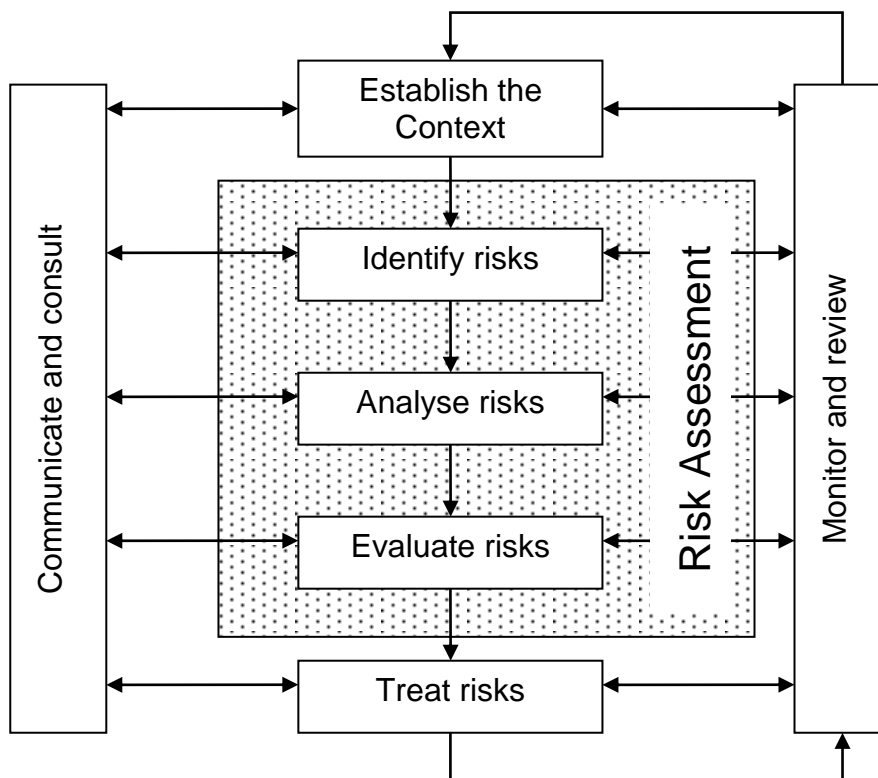 Establish the
Context
Communicate and consult
Identify risks
Analyse risks
Evaluate risks
Risk Assessment
Monitor and review
Treat risks